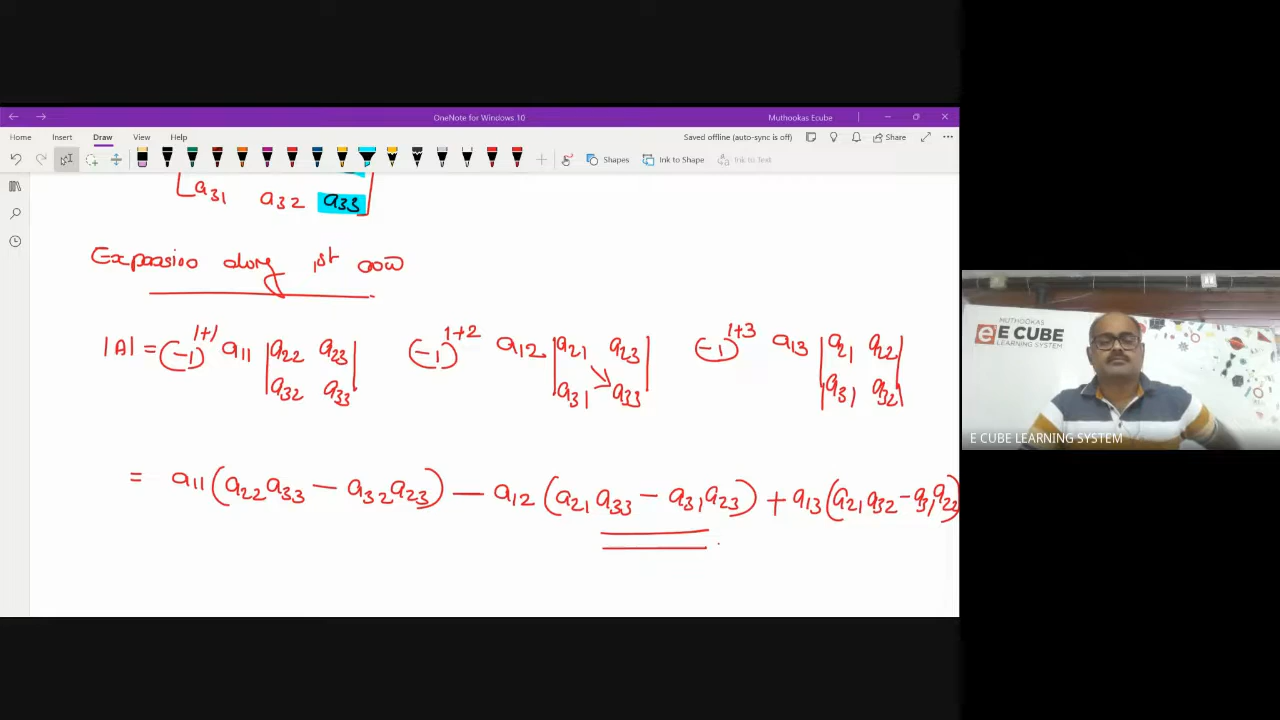 OneNote for Windows 10
Muthookas Ecube
Home Insert Draw View Help
Saved offline (auto-sync is off) Share
Shapes Ink to Shape Ink to Text
a31 a32 a33
Expansion along 1st row
|A| = (-1)^1+1 a11 |a22 a23 (-1)^1+2 a12 |a21 a23| (-1)^1+3 a13 |a21 a22|
a32 a33| a31 a33 a31 a32
= a11 (a22a33 — a32a23) — a12 (a21a33 — a31a23) + a13 (a21a32 - a31a22)
MUTHOOKAS
e E CUBE
LEARNING SYSTEM
E CUBE LEARNING SYSTEM